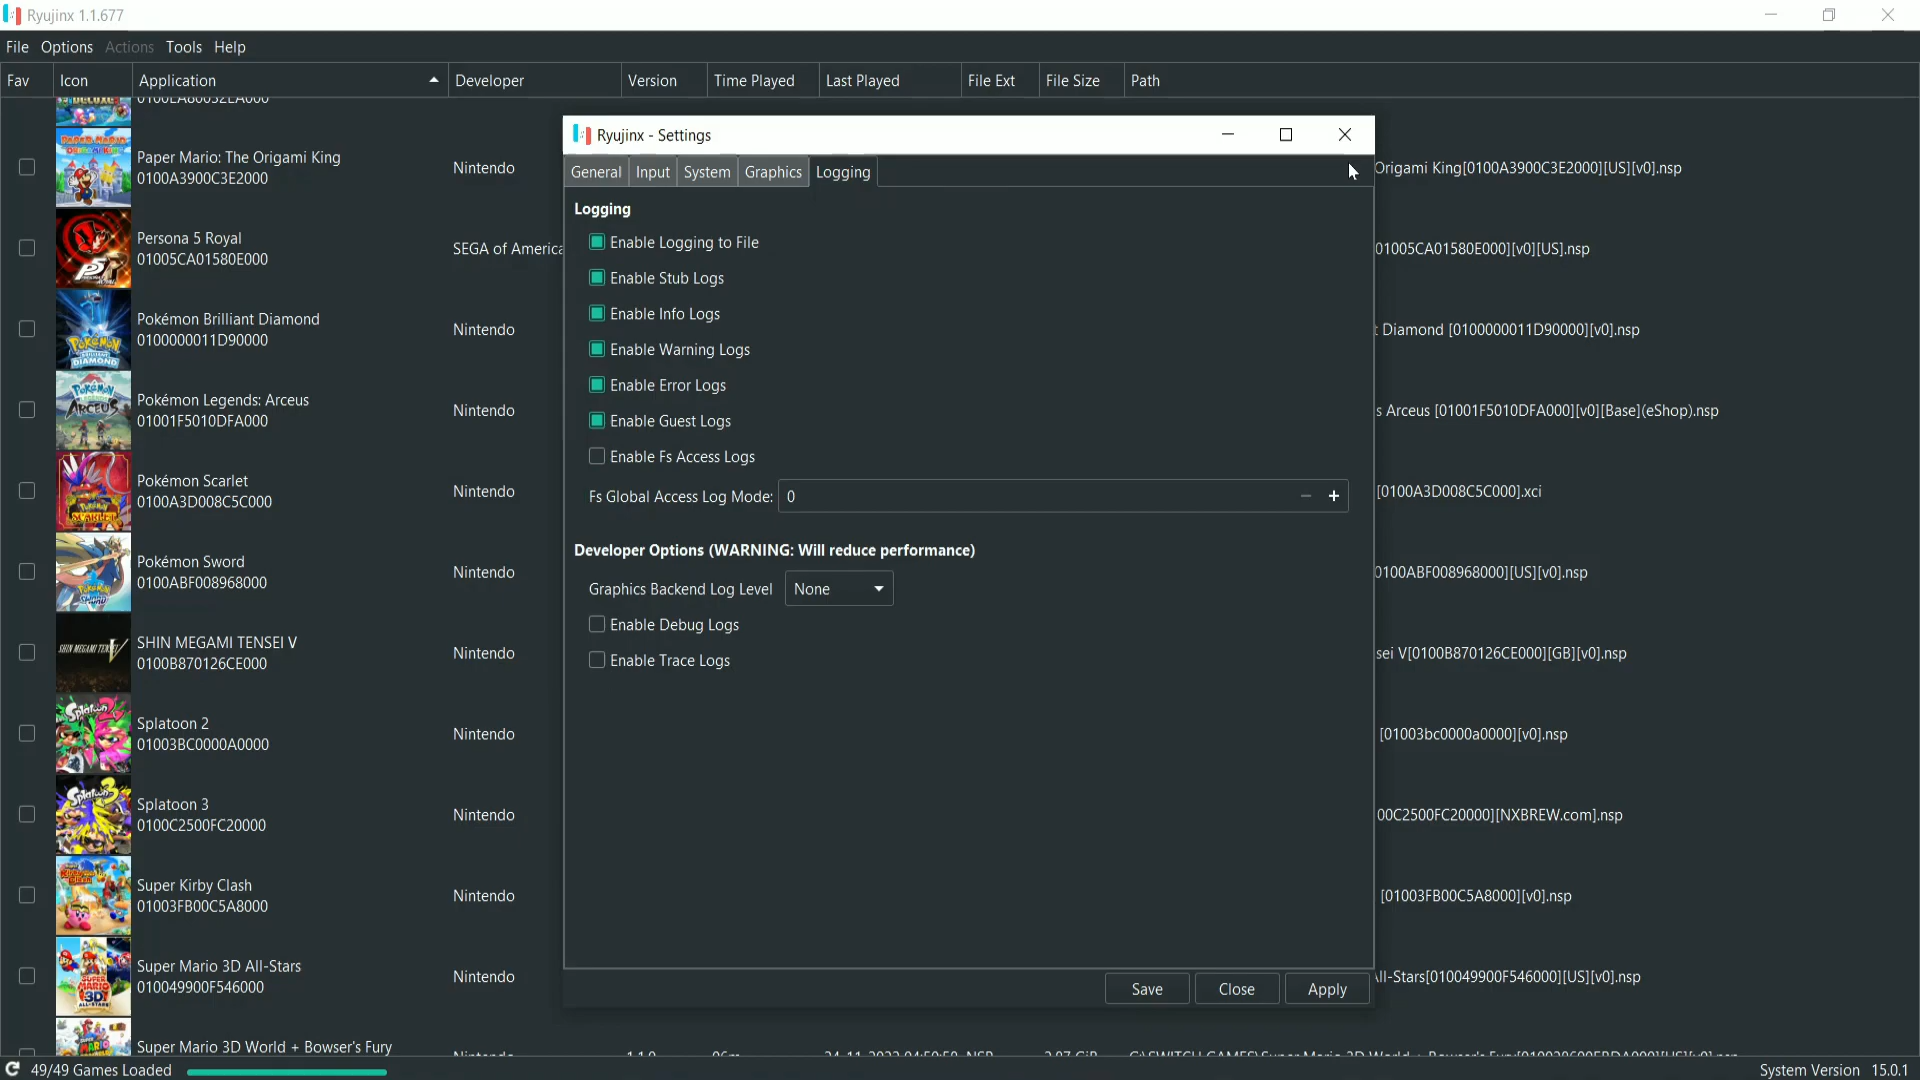 Ryujinx 1.1.677
File Options Actions Tools Help
Fav Icon Application Developer Version Time Played Last Played File Ext File Size Path
DELUXE
Paper Mario: The Origami King
0100A3900C3E2000
Nintendo
Origami King[0100A3900C3E2000][US][v0].nsp
Persona 5 Royal
01005CA01580E000
SEGA of America
01005CA01580E000][v0][US].nsp
Pokémon Brilliant Diamond
0100000011D90000
Nintendo
t Diamond [0100000011D90000][v0].nsp
Pokémon Legends: Arceus
01001F5010DFA000
Nintendo
s Arceus [01001F5010DFA000][v0][Base](eShop).nsp
Pokémon Scarlet
0100A3D008C5C000
Nintendo
[0100A3D008C5C000].xci
Pokémon Sword
0100ABF008968000
Nintendo
0100ABF008968000][US][v0].nsp
SHIN MEGAMI TENSEI V
0100B870126CE000
Nintendo
sei V[0100B870126CE000][GB][v0].nsp
Splatoon 2
01003BC0000A0000
Nintendo
[01003bc0000a0000][v0].nsp
Splatoon 3
0100C2500FC20000
Nintendo
00C2500FC20000][NXBREW.com].nsp
Super Kirby Clash
01003FB00C5A8000
Nintendo
[01003FB00C5A8000][v0].nsp
Super Mario 3D All-Stars
010049900F546000
Nintendo
All-Stars[010049900F546000][US][v0].nsp
Super Mario 3D World + Bowser's Fury
Ryujinx - Settings
General Input System Graphics Logging
Logging
Enable Logging to File
Enable Stub Logs
Enable Info Logs
Enable Warning Logs
Enable Error Logs
Enable Guest Logs
Enable Fs Access Logs
Fs Global Access Log Mode: 0
Developer Options (WARNING: Will reduce performance)
Graphics Backend Log Level None
Enable Debug Logs
Enable Trace Logs
Save Close Apply
49/49 Games Loaded
System Version 15.0.1